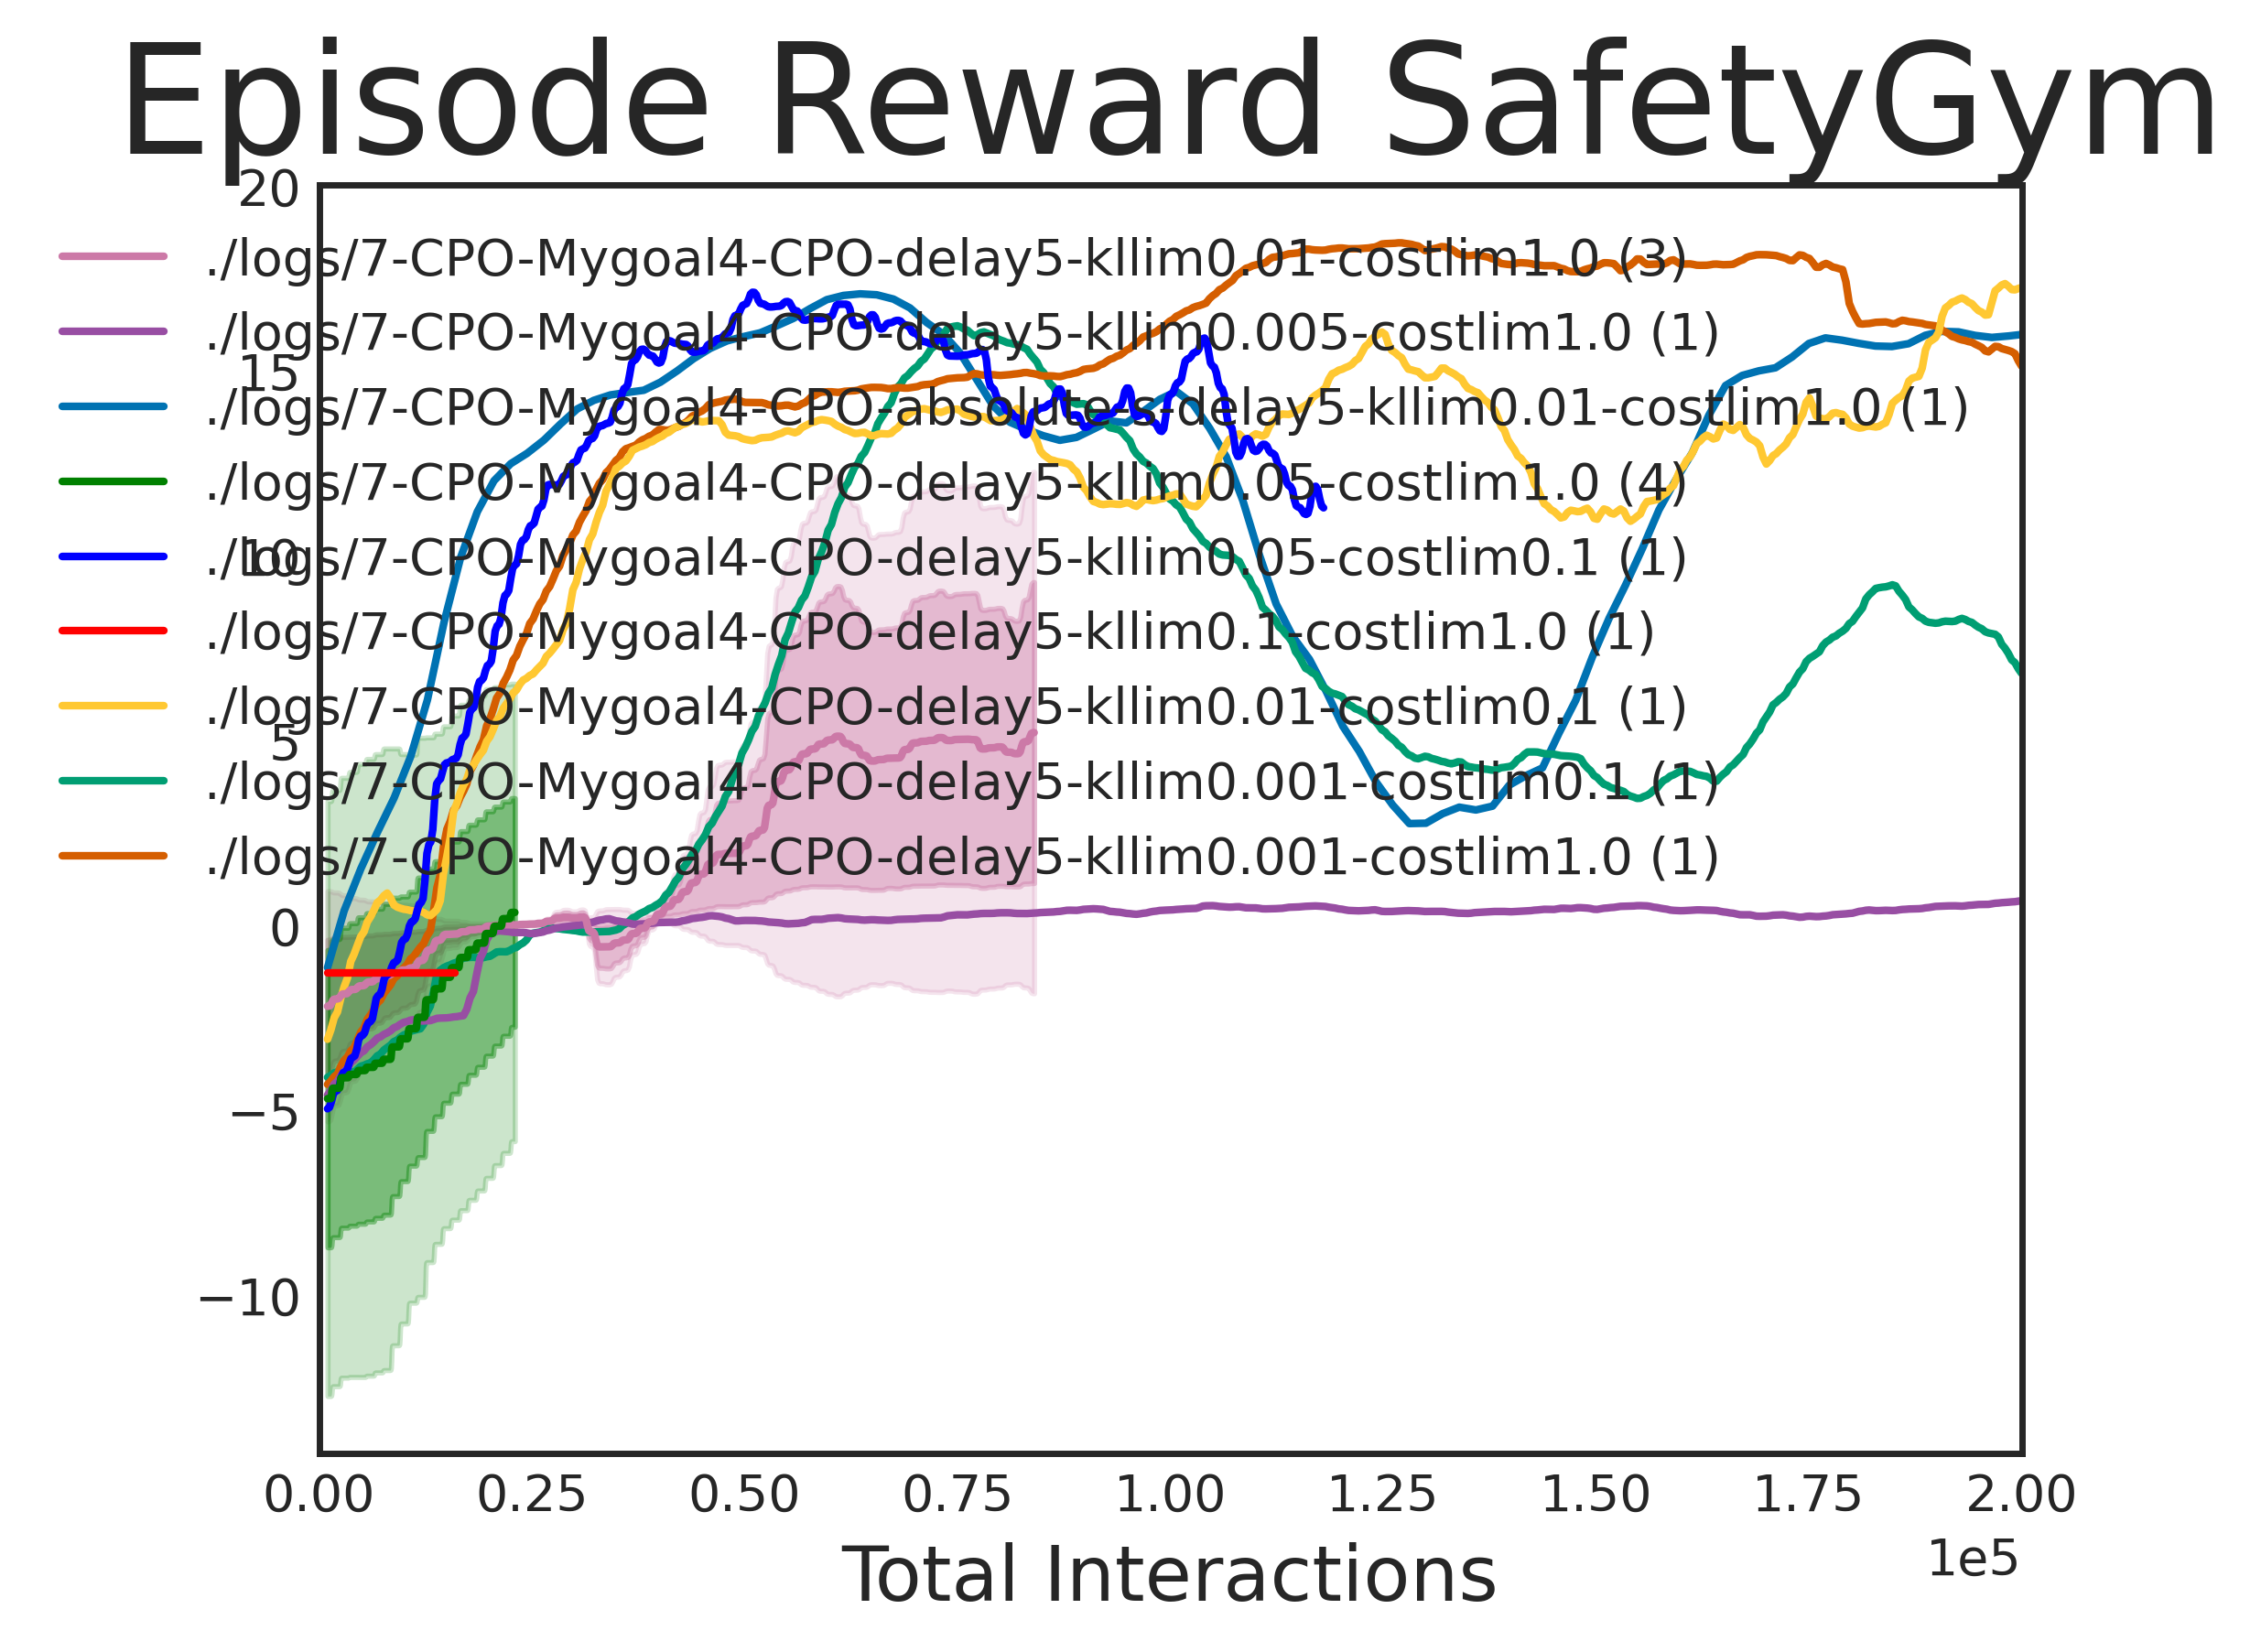 Episode Reward SafetyGym
20
./logs/7-CPO-Mygoal4-CPO-delay5-kllim0.01-costlim1.0 (3)
./logs/7-CPO-Mygoal4-CPO-delay5-kllim0.005-costlim1.0 (1)
15
./logs/7-CPO-Mygoal4-CPO-absolute-s-delay5-kllim0.01-costlim1.0 (1)
./logs/7-CPO-Mygoal4-CPO-delay5-kllim0.05-costlim1.0 (4)
10
./logs/7-CPO-Mygoal4-CPO-delay5-kllim0.05-costlim0.1 (1)
./logs/7-CPO-Mygoal4-CPO-delay5-kllim0.1-costlim1.0 (1)
./logs/7-CPO-Mygoal4-CPO-delay5-kllim0.01-costlim0.1 (1)
5
./logs/7-CPO-Mygoal4-CPO-delay5-kllim0.001-costlim0.1 (1)
./logs/7-CPO-Mygoal4-CPO-delay5-kllim0.001-costlim1.0 (1)
0
−5
−10
0.00 0.25 0.50 0.75 1.00 1.25 1.50 1.75 2.00
1e5
Total Interactions